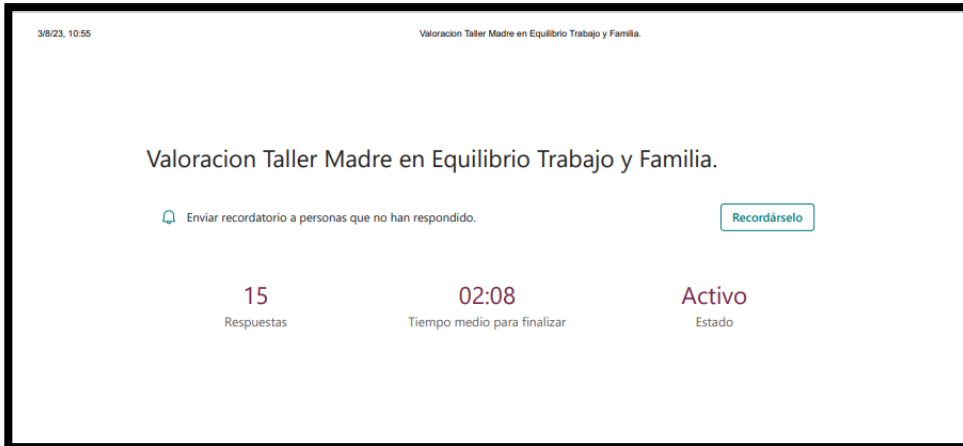 3/8/23, 10:55 Valoracion Taller Madre en Equilibrio Trabajo y Familia.
Valoracion Taller Madre en Equilibrio Trabajo y Familia.
Enviar recordatorio a personas que no han respondido. Recordárselo
15 02:08 Activo
Respuestas Tiempo medio para finalizar Estado